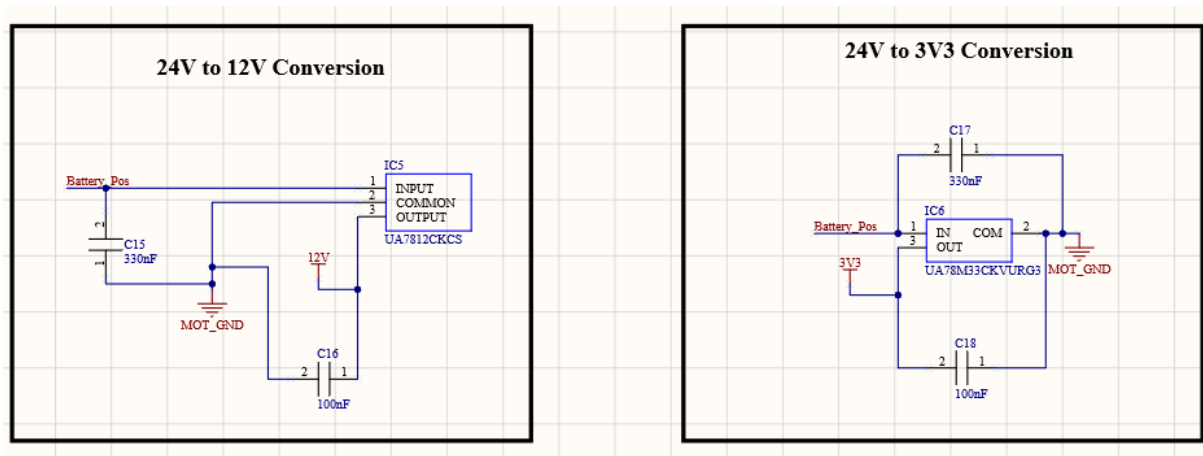 24V to 12V Conversion
IC5
Battery_Pos
1 INPUT
2 COMMON
3 OUTPUT
UA7812CKCS
2
C15
330nF
1
12V
MOT_GND
C16
2 1
100nF
24V to 3V3 Conversion
C17
2 1
330nF
IC6
Battery_Pos
1 IN COM 2
3 OUT
UA78M33CKVURG3
MOT_GND
3V3
C18
2 1
100nF